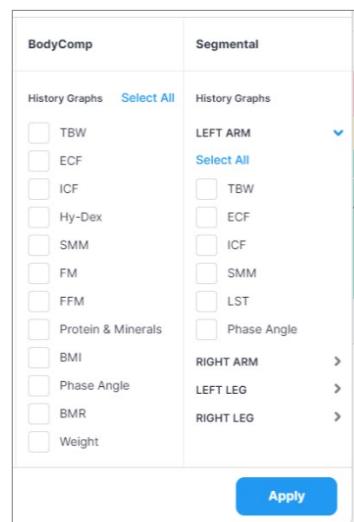 BodyComp
History Graphs Select All
TBW
ECF
ICF
Hy-Dex
SMM
FM
FFM
Protein & Minerals
BMI
Phase Angle
BMR
Weight
Segmental
History Graphs
LEFT ARM
Select All
TBW
ECF
ICF
SMM
LST
Phase Angle
RIGHT ARM
LEFT LEG
RIGHT LEG
Apply